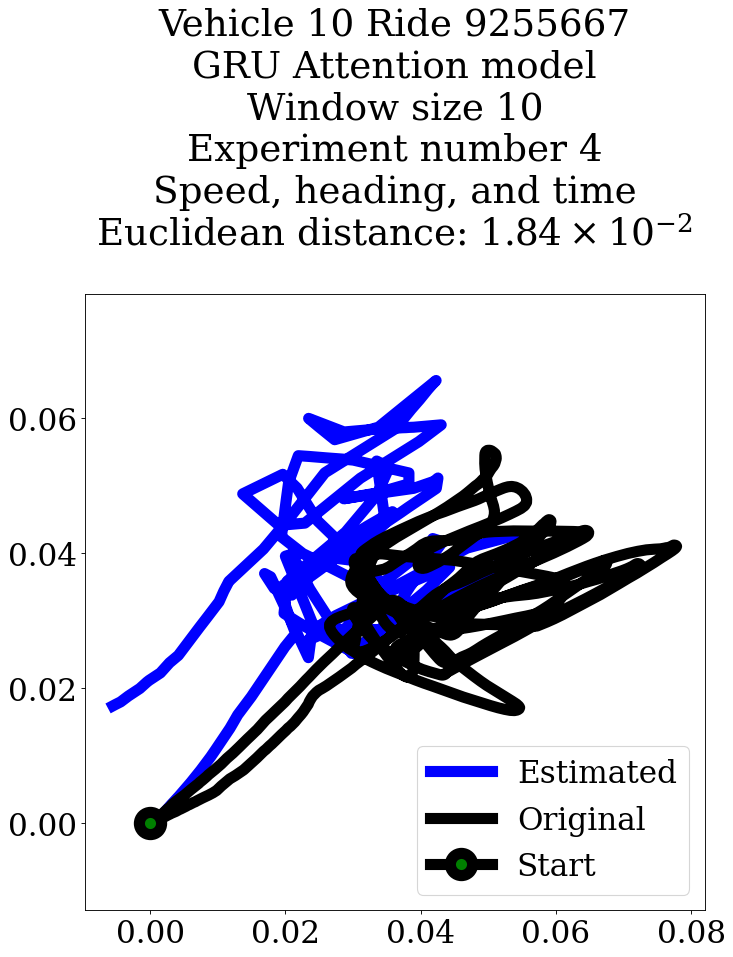 Vehicle 10 Ride 9255667
GRU Attention model
Window size 10
Experiment number 4
Speed, heading, and time
Euclidean distance: 1.84 × 10⁻²
0.06
0.04
0.02
0.00
Estimated
Original
Start
0.00 0.02 0.04 0.06 0.08